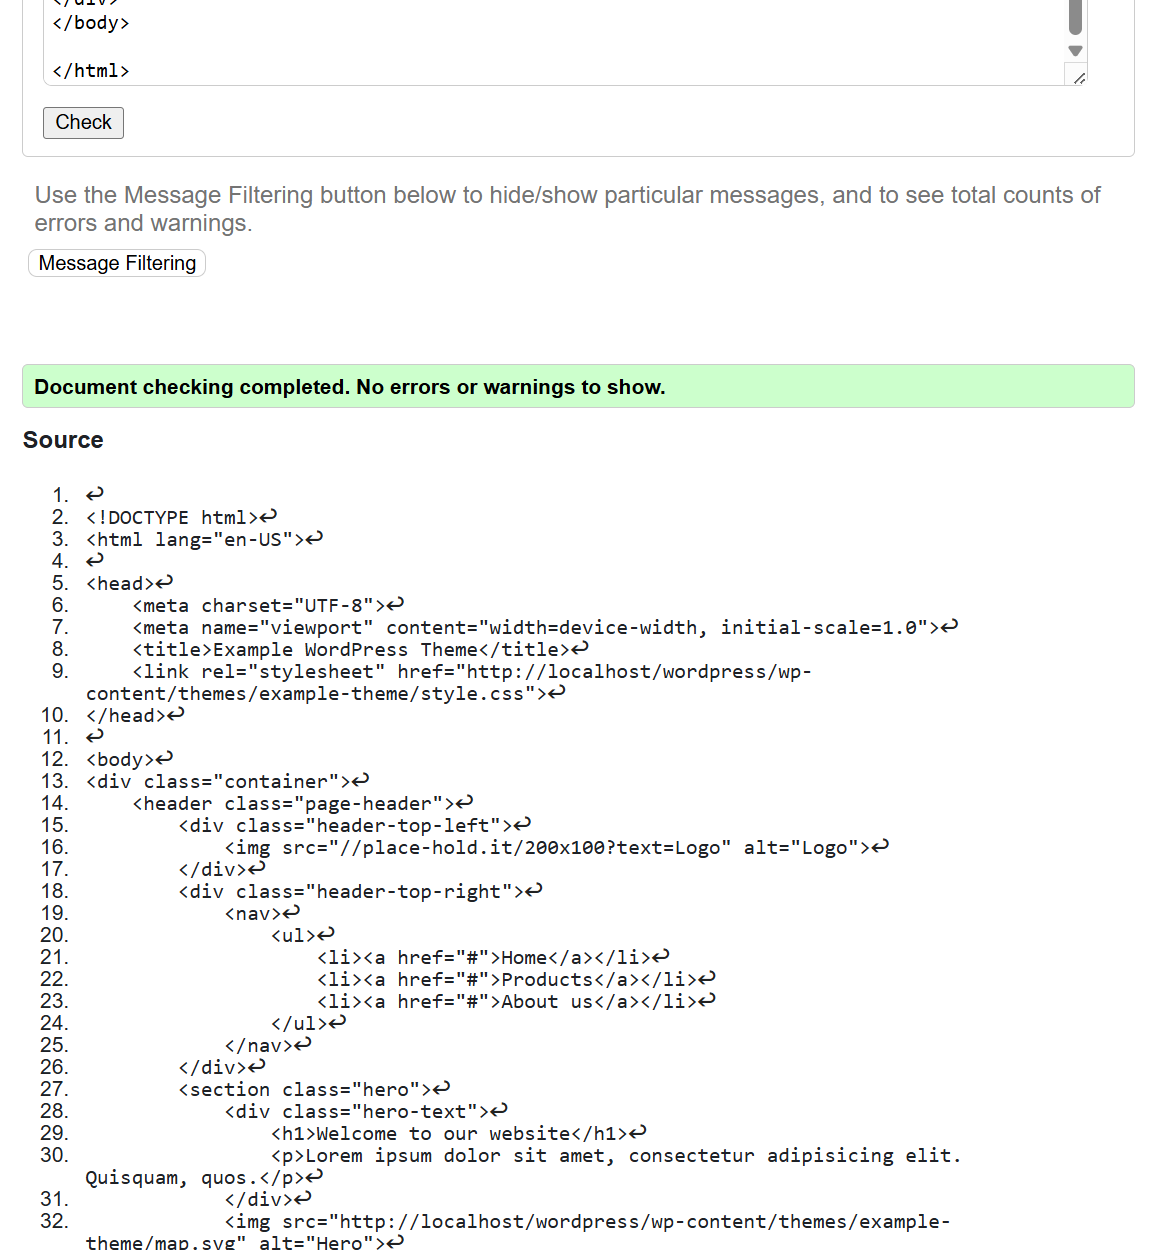 </div>
</body>
</html>
Check
Use the Message Filtering button below to hide/show particular messages, and to see total counts of
errors and warnings.
Message Filtering
Document checking completed. No errors or warnings to show.
Source
1. ↩
2. <!DOCTYPE html>↩
3. <html lang="en-US">↩
4. ↩
5. <head>↩
6.     <meta charset="UTF-8">↩
7.     <meta name="viewport" content="width=device-width, initial-scale=1.0">↩
8.     <title>Example WordPress Theme</title>↩
9.     <link rel="stylesheet" href="http://localhost/wordpress/wp-
content/themes/example-theme/style.css">↩
10. </head>↩
11. ↩
12. <body>↩
13. <div class="container">↩
14.     <header class="page-header">↩
15.         <div class="header-top-left">↩
16.             <img src="//place-hold.it/200x100?text=Logo" alt="Logo">↩
17.         </div>↩
18.         <div class="header-top-right">↩
19.             <nav>↩
20.                 <ul>↩
21.                     <li><a href="#">Home</a></li>↩
22.                     <li><a href="#">Products</a></li>↩
23.                     <li><a href="#">About us</a></li>↩
24.                 </ul>↩
25.             </nav>↩
26.         </div>↩
27.         <section class="hero">↩
28.             <div class="hero-text">↩
29.                 <h1>Welcome to our website</h1>↩
30.                 <p>Lorem ipsum dolor sit amet, consectetur adipisicing elit.
Quisquam, quos.</p>↩
31.             </div>↩
32.             <img src="http://localhost/wordpress/wp-content/themes/example-
theme/map.svg" alt="Hero">↩